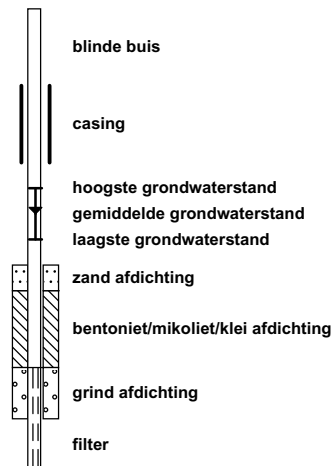 blinde buis
casing
hoogste grondwaterstand
gemiddelde grondwaterstand
laagste grondwaterstand
zand afdichting
bentoniet/mikoliet/klei afdichting
grind afdichting
filter